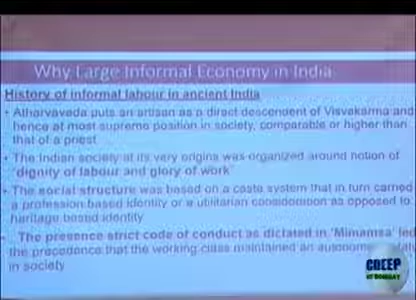 Why Large Informal Economy in India
History of informal labour in ancient India
• Atharvaveda puts an artisan as a direct descendent of Visvakarma and
hence at most supreme position in society, comparable or higher than
that of a priest
• The Indian society at its very origins was organized around notion of
"dignity of labour and glory of work"
• The social structure was based on a caste system that in turn carried
a profession based identity or a utilitarian consideration as opposed to
heritage based identity
• The presence strict code of conduct as dictated in 'Mimamsa' led
the precedence that the working class maintained an autonomous
in society
CDEEP
IIT BOMBAY